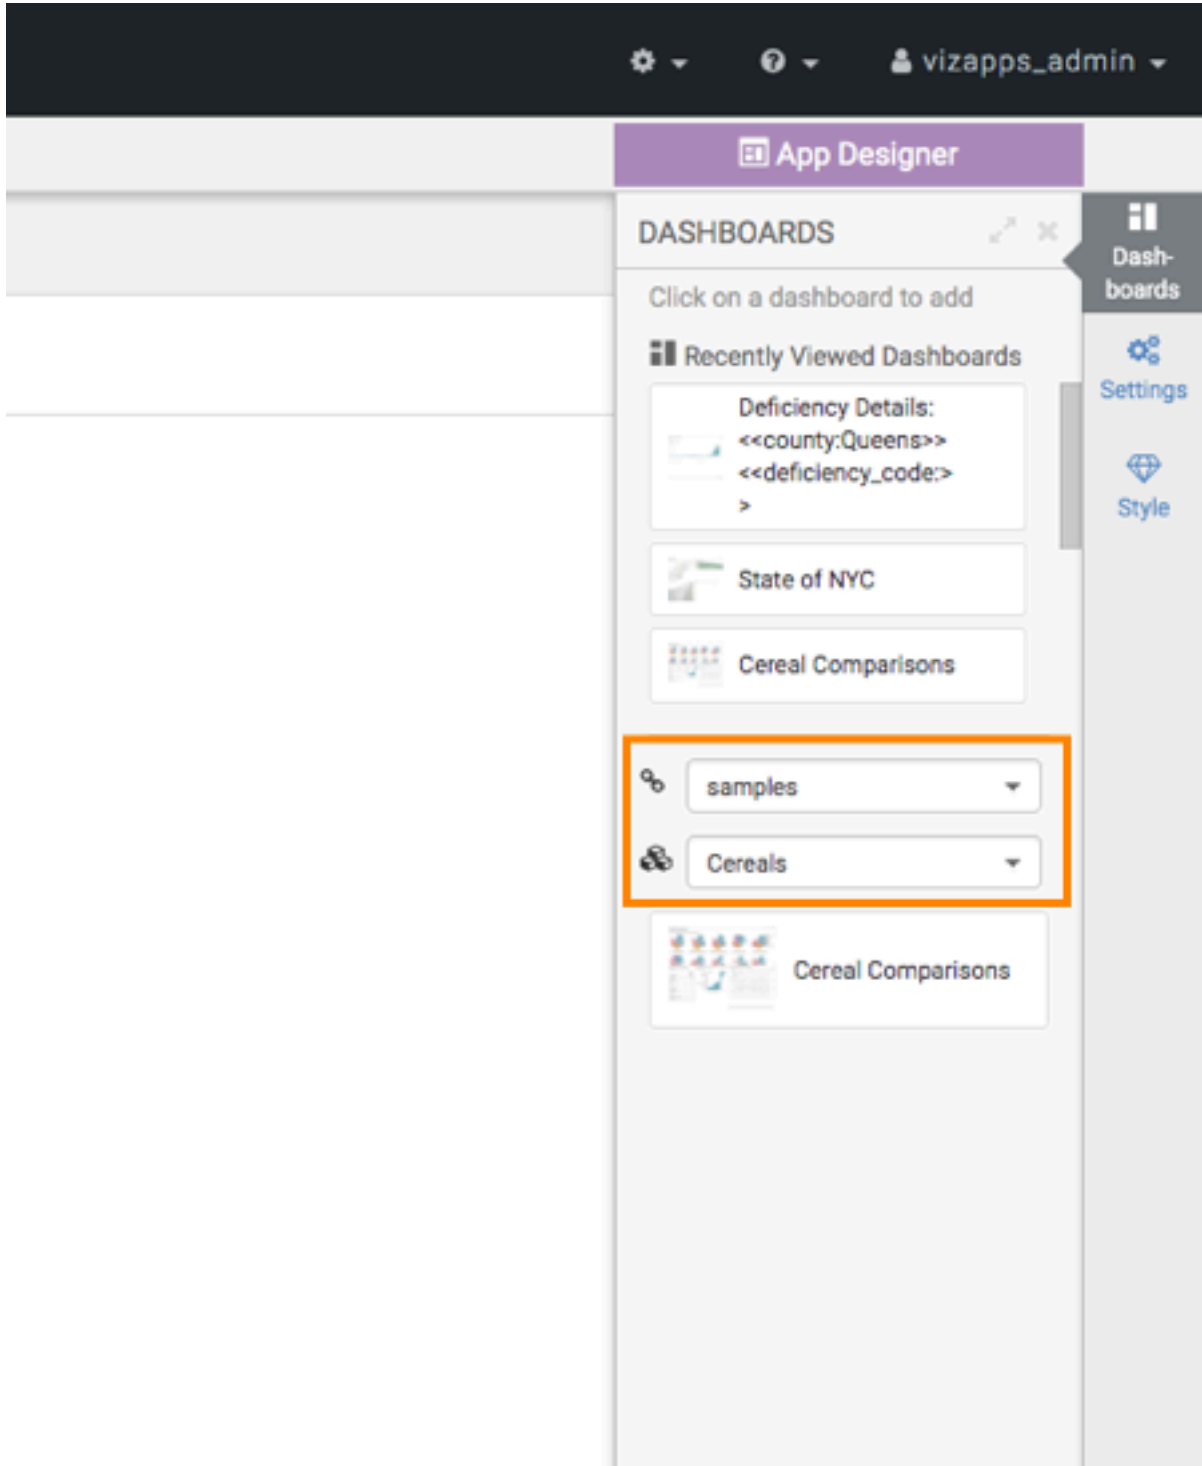 vizapps_admin
App Designer
DASHBOARDS
Dash-
boards
Click on a dashboard to add
Recently Viewed Dashboards
Settings
Deficiency Details:
<<county:Queens>>
<<deficiency_code:>
>
Style
State of NYC
Cereal Comparisons
samples
Cereals
Cereal Comparisons